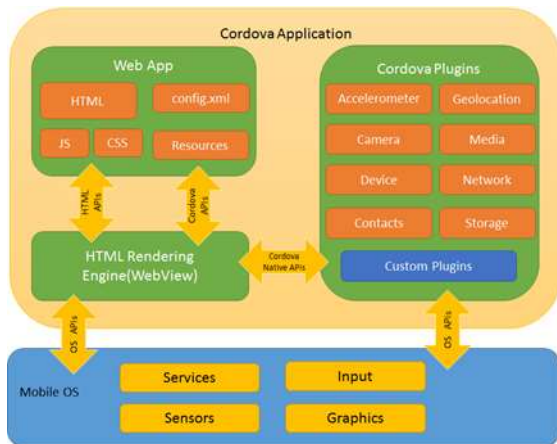 Cordova Application
Web App
HTML
config.xml
JS
CSS
Resources
HTML
APIs
Cordova
APIs
HTML Rendering
Engine(WebView)
Cordova
Native APIs
Cordova Plugins
Accelerometer
Geolocation
Camera
Media
Device
Network
Contacts
Storage
Custom Plugins
OS APIs
OS APIs
Mobile OS
Services
Input
Sensors
Graphics